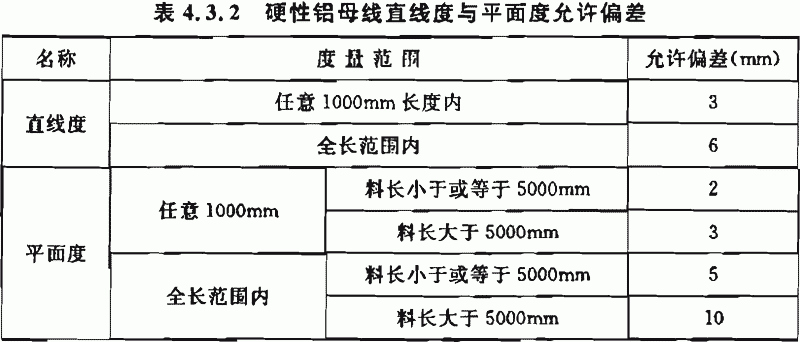 表 4.3.2 硬性铝母线直线度与平面度允许偏差
名称 度量范围 允许偏差(mm)
直线度 任意 1000mm 长度内 3
全长范围内 6
平面度 任意 1000mm 料长小于或等于 5000mm 2
料长大于 5000mm 3
全长范围内 料长小于或等于 5000mm 5
料长大于 5000mm 10